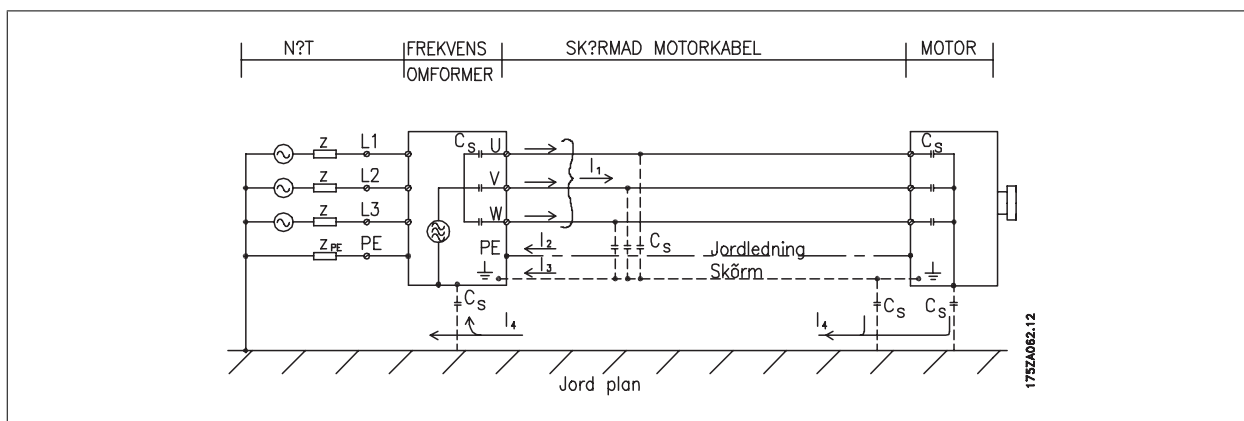 N?T
FREKVENS
OMFORMER
SK?RMAD MOTORKABEL
MOTOR
Z L1
Z L2
Z L3
Z PE PE
C S U
V
W
PE
I 1
I 2
I 3
C S
Jordledning
Skõrm
C S
C S
I 4
I 4
C S
C S
Jord plan
175ZA062.12